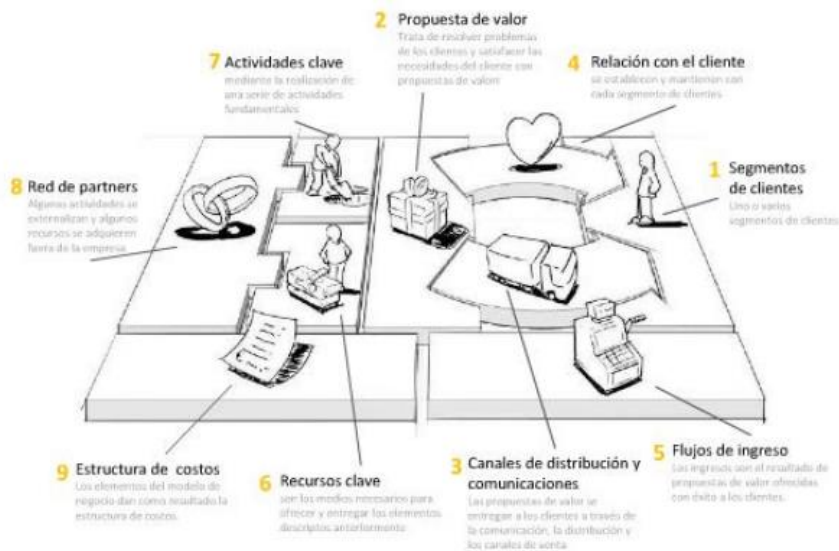 2 Propuesta de valor
Trata de resolver problemas
de los clientes y satisfacer las
necesidades del cliente con
propuestas de valor
7 Actividades clave
mediante la realización de
una serie de actividades
fundamentales
4 Relación con el cliente
se establecen y mantienen con
cada segmento de clientes
8 Red de partners
Algunas actividades se
externalizan y algunos
recursos se adquieren
fuera de la empresa
1 Segmentos
de clientes
Uno o varios
segmentos de clientes
9 Estructura de costos
Los elementos del modelo de
negocio dan como resultado la
estructura de costos.
6 Recursos clave
son los medios necesarios para
ofrecer y entregar los elementos
descriptos anteriormente
3 Canales de distribución y
comunicaciones
Las propuestas de valor se
entregan a los clientes a través de
la comunicación, la distribución y
los canales de venta
5 Flujos de ingreso
Los ingresos son el resultado de
propuestas de valor ofrecidas
con éxito a los clientes.